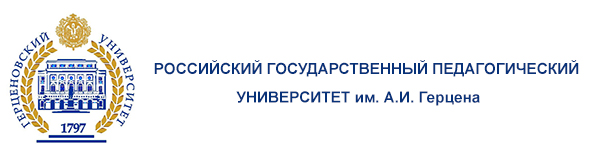 ГЕРЦЕНОВСКИЙ УНИВЕРСИТЕТ
1797
РОССИЙСКИЙ ГОСУДАРСТВЕННЫЙ ПЕДАГОГИЧЕСКИЙ
УНИВЕРСИТЕТ им. А.И. Герцена